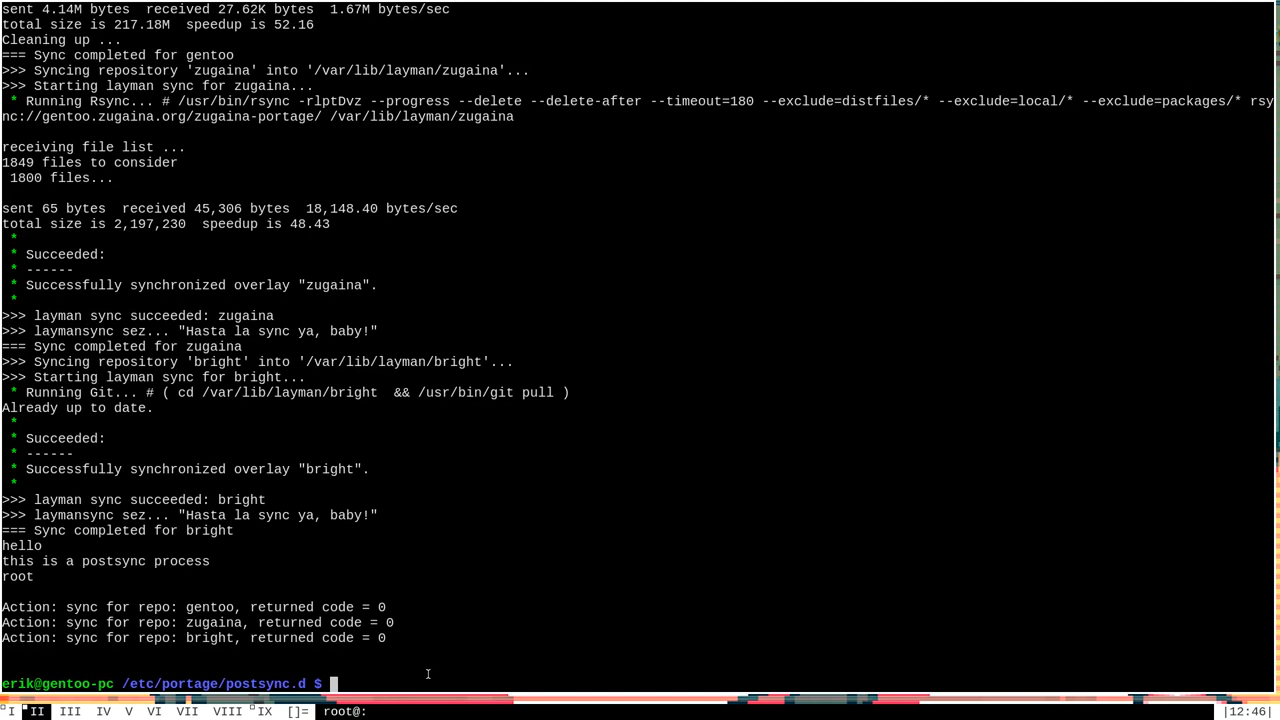 sent 4.14M bytes  received 27.62K bytes  1.67M bytes/sec
total size is 217.18M  speedup is 52.16
Cleaning up ...
=== Sync completed for gentoo
>>> Syncing repository 'zugaina' into '/var/lib/layman/zugaina'...
>>> Starting layman sync for zugaina...
 * Running Rsync... # /usr/bin/rsync -rlptDvz --progress --delete --delete-after --timeout=180 --exclude=distfiles/* --exclude=local/* --exclude=packages/* rsy
nc://gentoo.zugaina.org/zugaina-portage/ /var/lib/layman/zugaina
receiving file list ...
1849 files to consider
 1800 files...
sent 65 bytes  received 45,306 bytes  18,148.40 bytes/sec
total size is 2,197,230  speedup is 48.43
 *
 * Succeeded:
 * ------
 * Successfully synchronized overlay "zugaina".
 *
>>> layman sync succeeded: zugaina
>>> laymansync sez... "Hasta la sync ya, baby!"
=== Sync completed for zugaina
>>> Syncing repository 'bright' into '/var/lib/layman/bright'...
>>> Starting layman sync for bright...
 * Running Git... # ( cd /var/lib/layman/bright  && /usr/bin/git pull )
Already up to date.
 *
 * Succeeded:
 * ------
 * Successfully synchronized overlay "bright".
 *
>>> layman sync succeeded: bright
>>> laymansync sez... "Hasta la sync ya, baby!"
=== Sync completed for bright
hello
this is a postsync process
root
Action: sync for repo: gentoo, returned code = 0
Action: sync for repo: zugaina, returned code = 0
Action: sync for repo: bright, returned code = 0
erik@gentoo-pc /etc/portage/postsync.d $
I II III IV V VI VII VIII IX []= root@: |12:46|